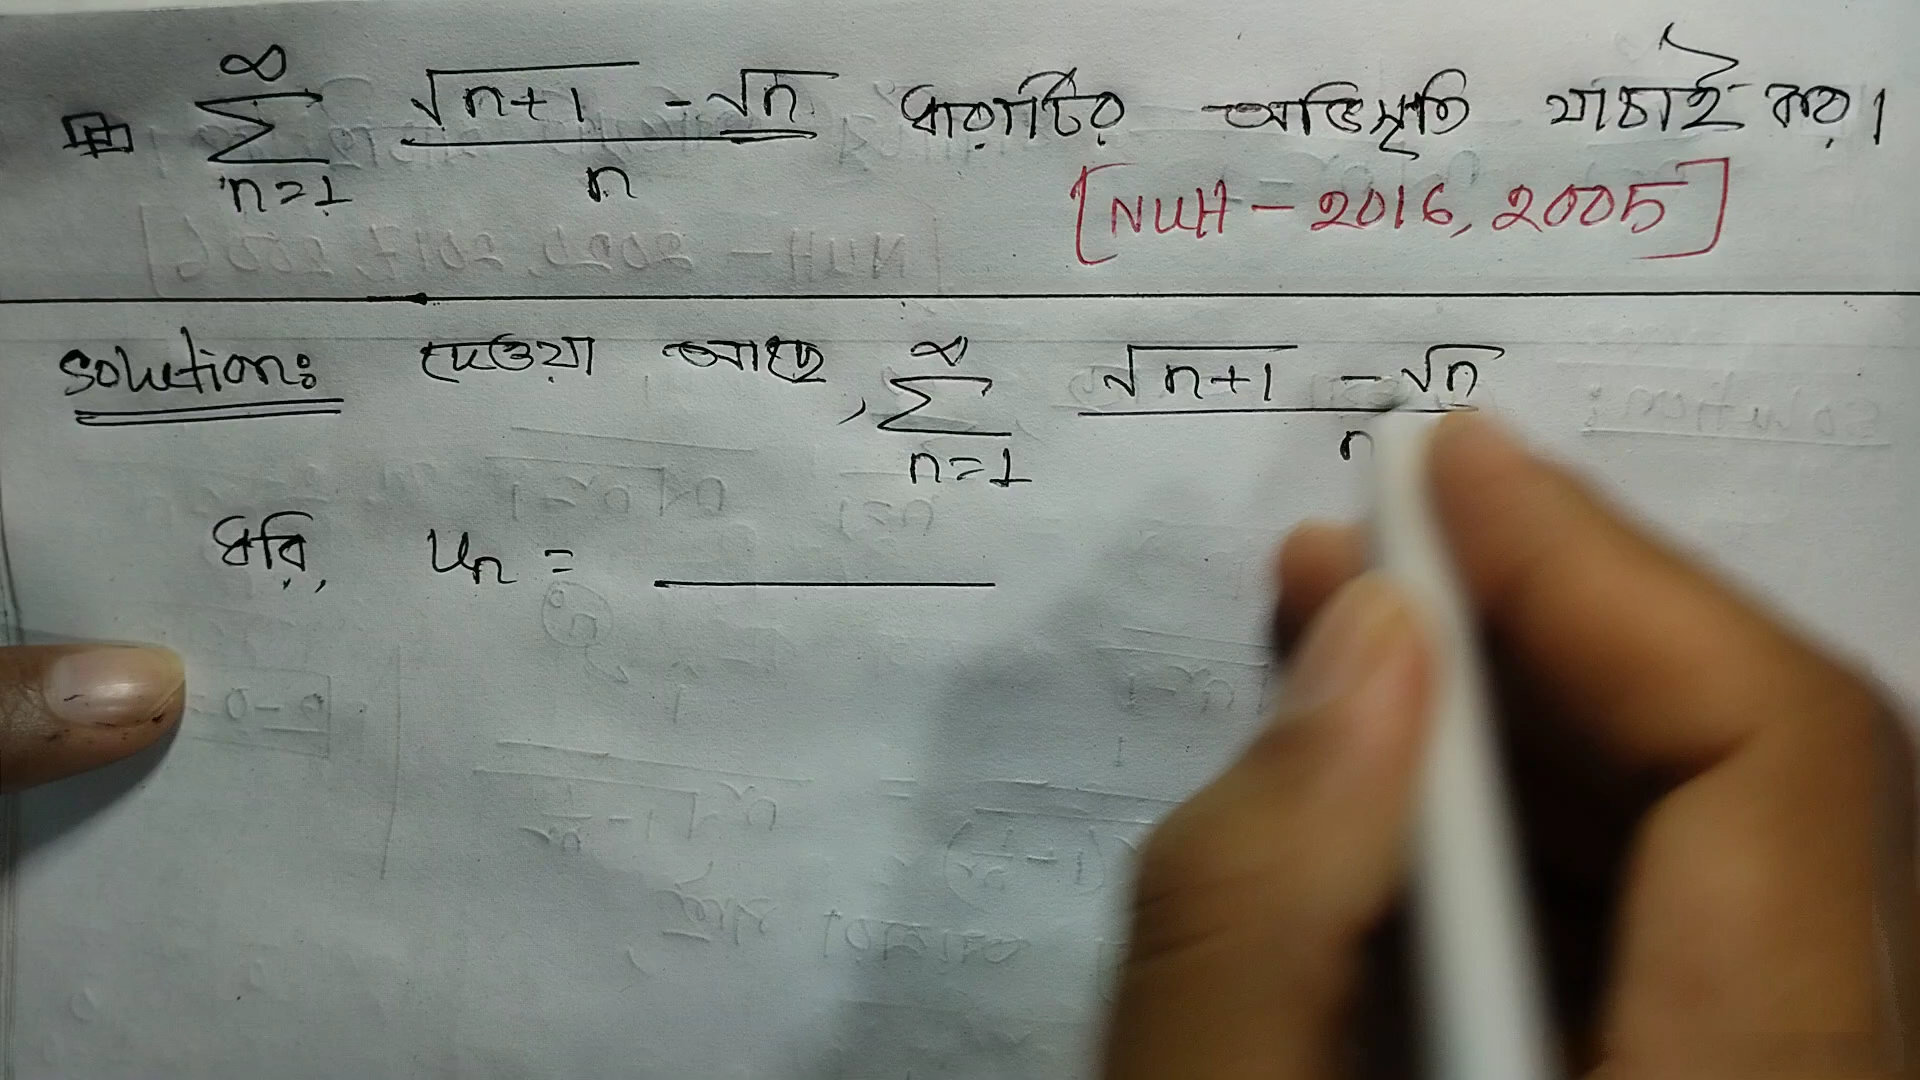 ∞
∑ (√(n+1) - √n)/n ধারাটির অভিসৃতি যাচাই কর।
n=1
[NUH - 2016, 2005]
Solution: দেওয়া আছে, ∞
∑ (√(n+1) - √n)/n
n=1
ধরি, Un =